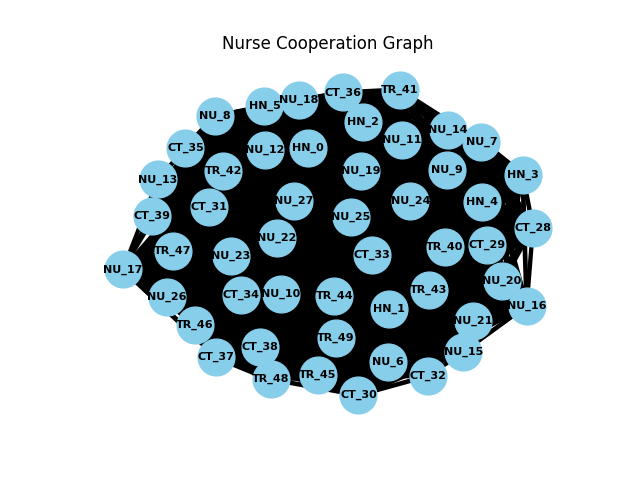 Nurse Cooperation Graph
TR_41
CT_36
NU_18
HN_5
NU_8
HN_2
NU_14
NU_11
NU_7
CT_35
NU_12
HN_0
TR_42
NU_19
NU_9
HN_3
NU_13
NU_27
NU_24
HN_4
CT_31
CT_39
NU_25
CT_28
NU_22
TR_40
CT_29
TR_47
NU_23
CT_33
NU_17
NU_20
TR_43
NU_26
CT_34
NU_10
TR_44
HN_1
NU_16
NU_21
TR_46
TR_49
CT_38
NU_15
CT_37
NU_6
TR_48
TR_45
CT_32
CT_30